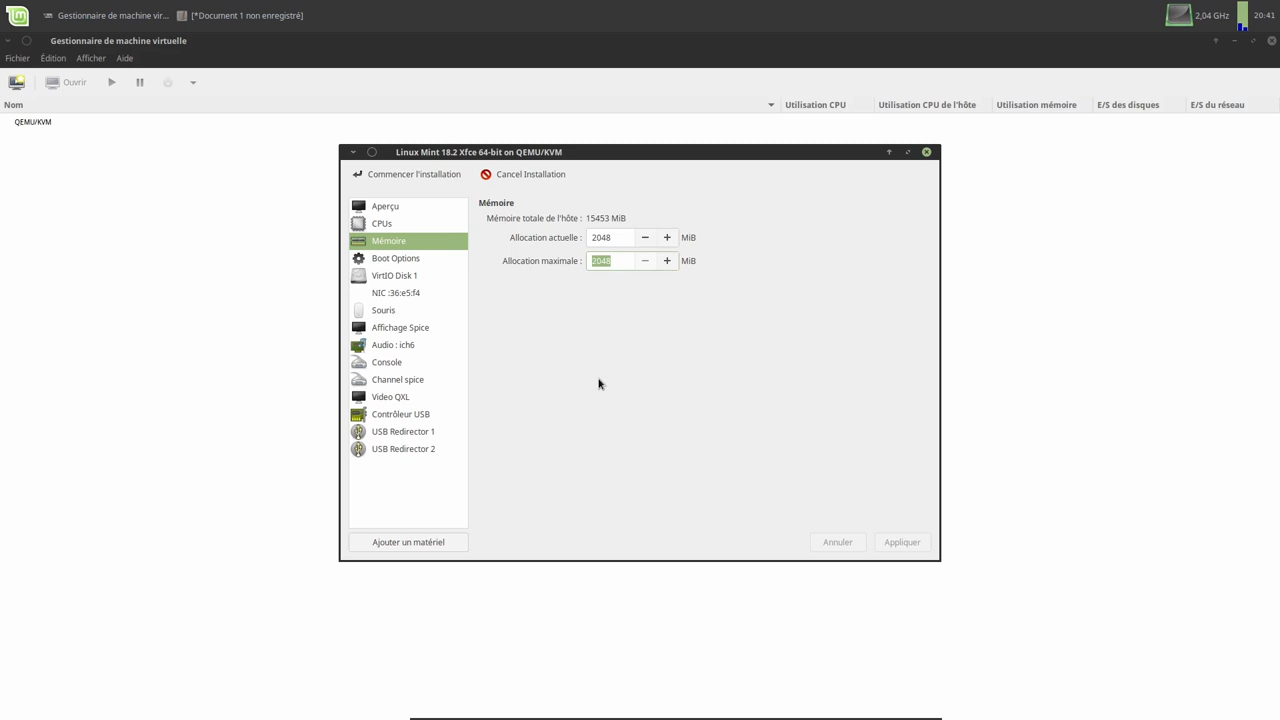 Gestionnaire de machine vir... [*Document 1 non enregistré] 2,04 GHz 20:41
Gestionnaire de machine virtuelle
Fichier Édition Afficher Aide
Ouvrir
Nom Utilisation CPU Utilisation CPU de l'hôte Utilisation mémoire E/S des disques E/S du réseau
QEMU/KVM
Linux Mint 18.2 Xfce 64-bit on QEMU/KVM
Commencer l'installation Cancel Installation
Aperçu
CPUs
Mémoire
Boot Options
VirtIO Disk 1
NIC :36:e5:f4
Souris
Affichage Spice
Audio : ich6
Console
Channel spice
Video QXL
Contrôleur USB
USB Redirector 1
USB Redirector 2
Ajouter un matériel
Mémoire
Mémoire totale de l'hôte : 15453 MiB
Allocation actuelle : 2048 − + MiB
Allocation maximale : 2048 − + MiB
Annuler Appliquer